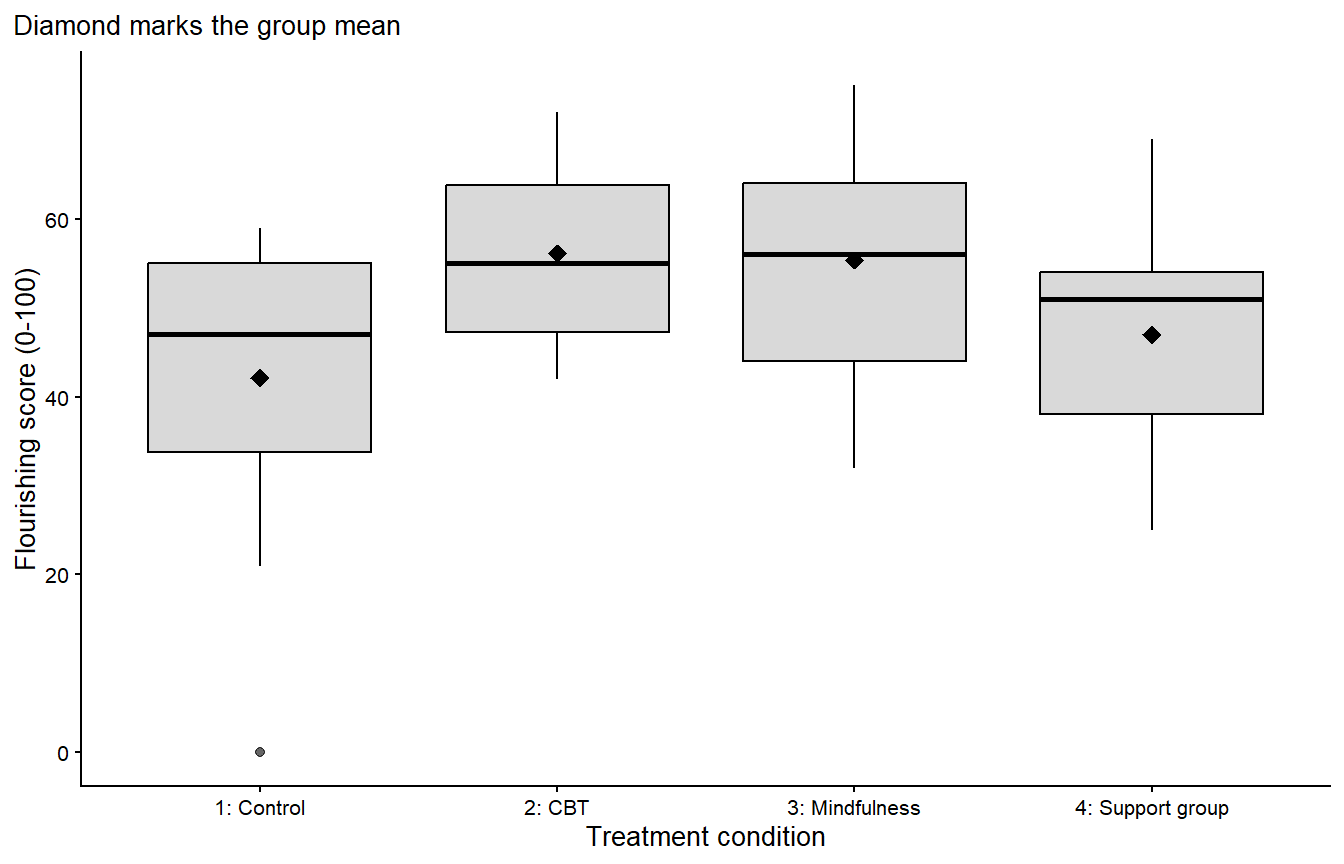 Diamond marks the group mean
Flourishing score (0-100)
60
40
20
0
1: Control
2: CBT
3: Mindfulness
4: Support group
Treatment condition